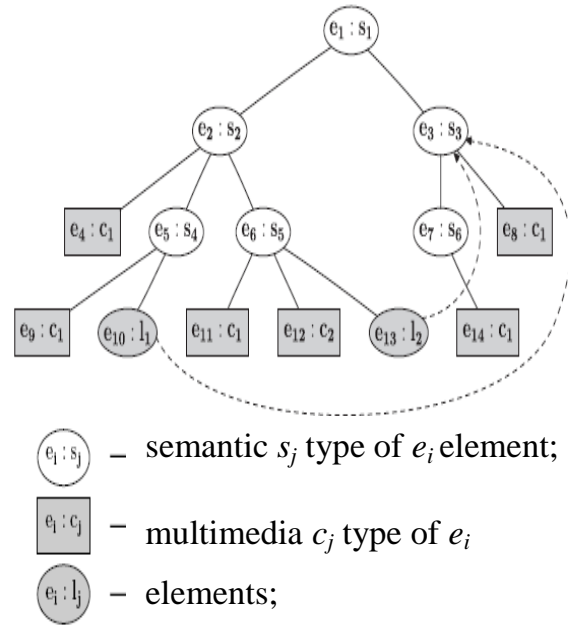 e₁ : s₁
e₂ : s₂ e₃ : s₃
e₄ : c₁ e₅ : s₄ e₆ : s₅ e₇ : s₆ e₈ : c₁
e₉ : c₁ e₁₀ : l₁ e₁₁ : c₁ e₁₂ : c₂ e₁₃ : l₂ e₁₄ : c₁
eᵢ : sⱼ – semantic sⱼ type of eᵢ element;
eᵢ : cⱼ – multimedia cⱼ type of eᵢ
eᵢ : lⱼ – elements;